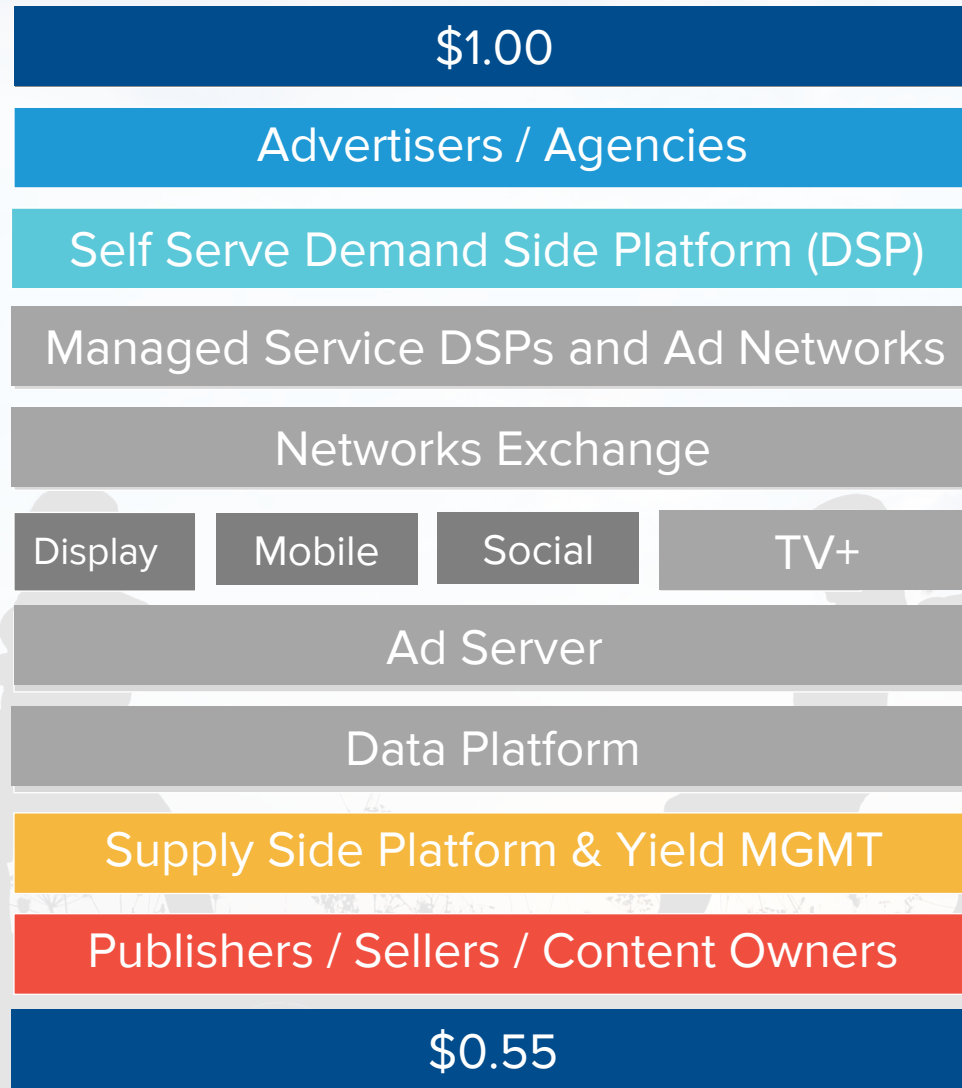 $1.00
Advertisers / Agencies
Self Serve Demand Side Platform (DSP)
Managed Service DSPs and Ad Networks
Networks Exchange
Display Mobile Social TV+
Ad Server
Data Platform
Supply Side Platform & Yield MGMT
Publishers / Sellers / Content Owners
$0.55